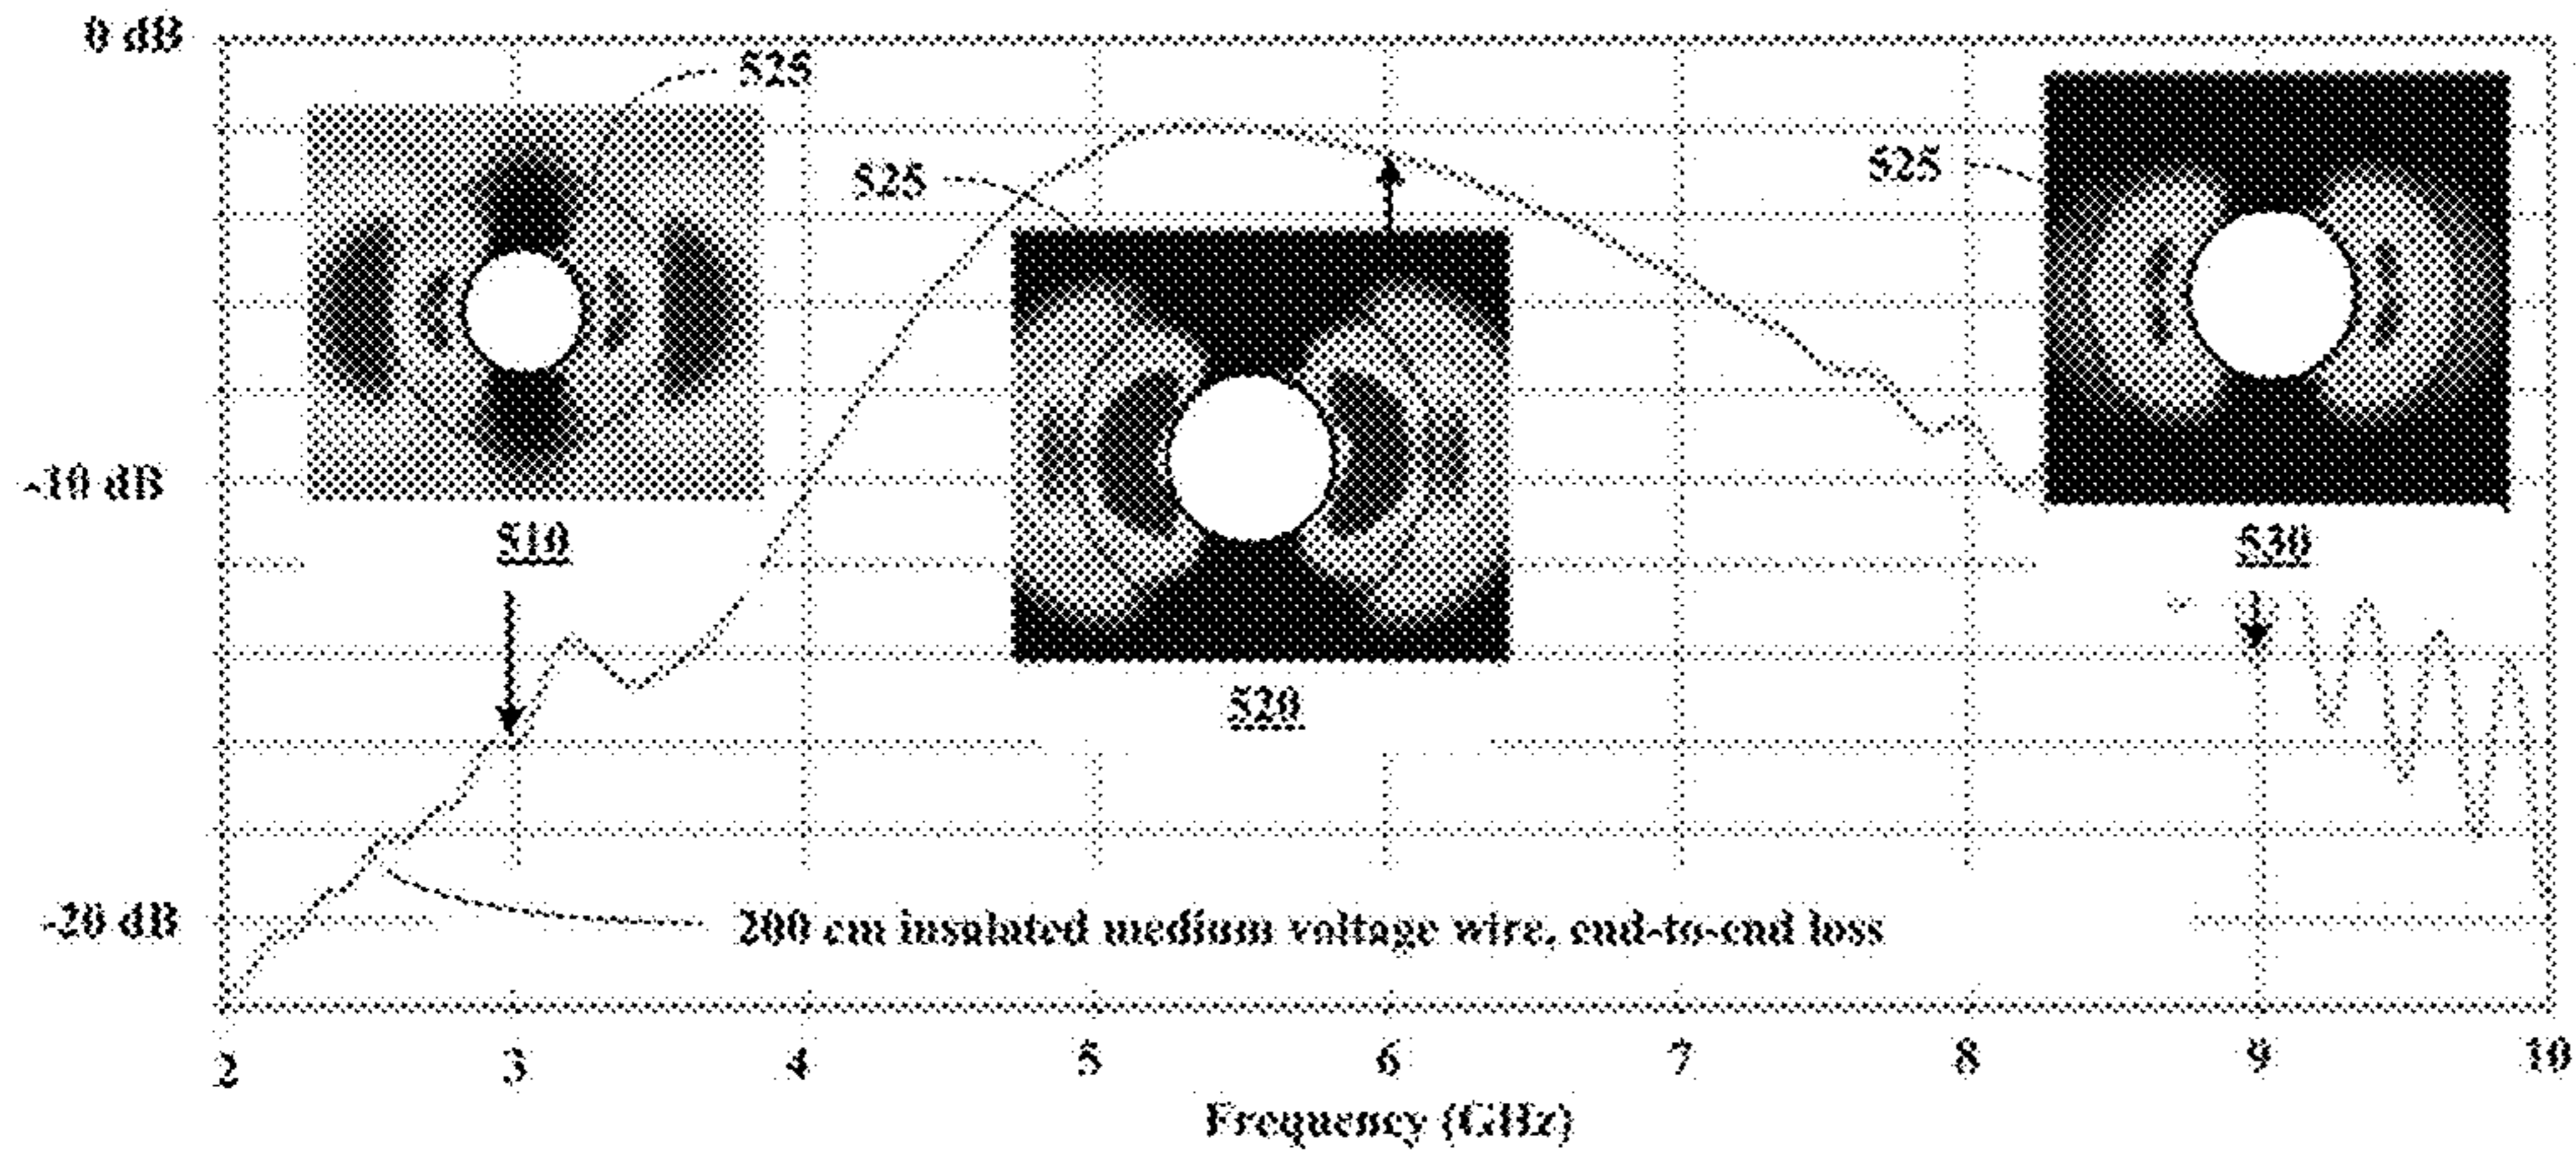 0 dB
525
525
525
-10 dB
510
530
520
-20 dB
200 cm insulated medium voltage wire, end-to-end loss
2 3 4 5 6 7 8 9 10
Frequency (GHz)